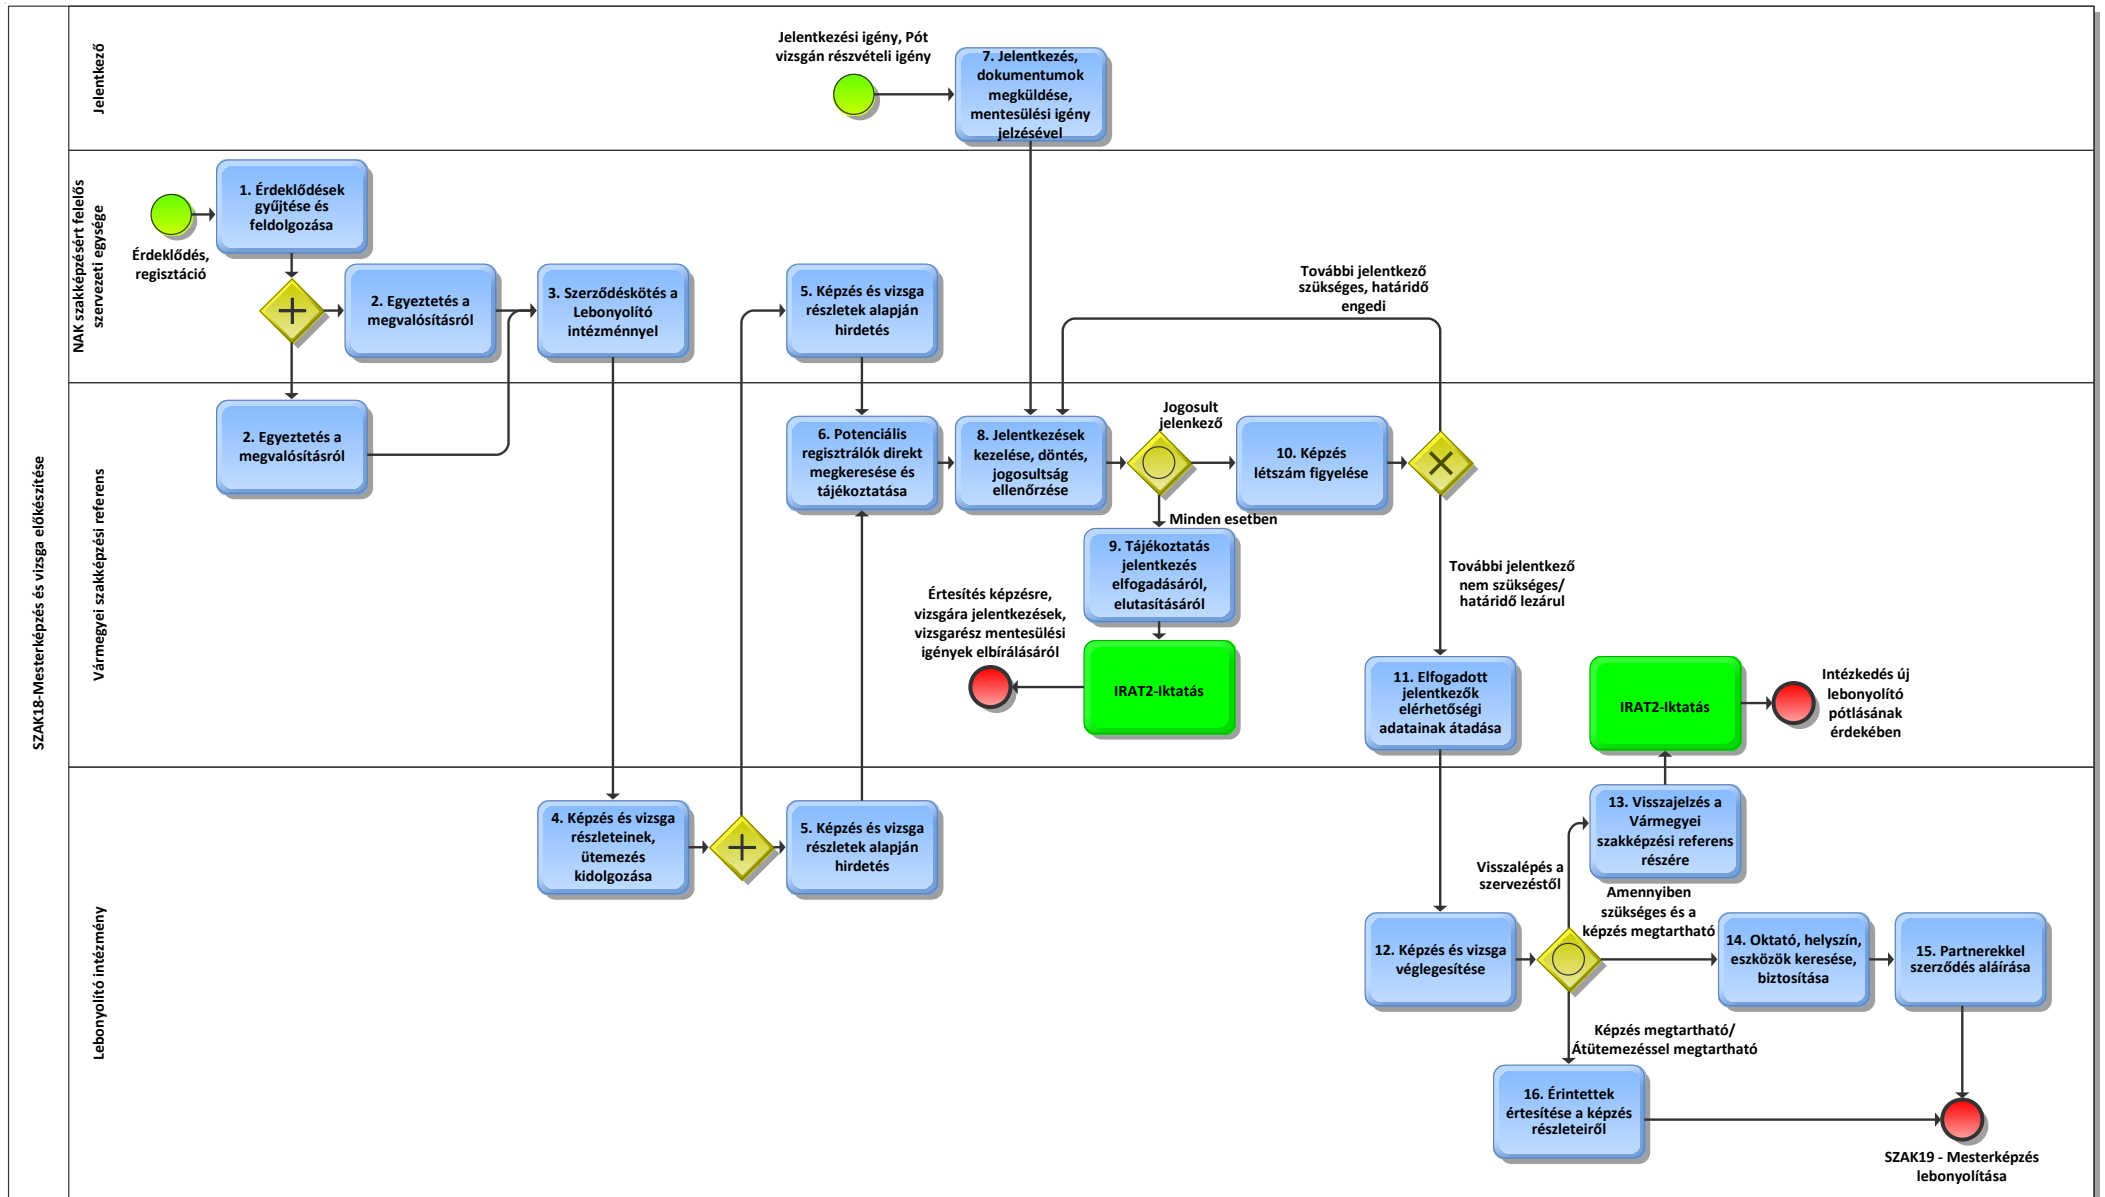 SZAK18-Mesterképzés és vizsga előkészítése
Jelentkező
Jelentkezési igény, Pót
vizsgán részvételi igény
7. Jelentkezés,
dokumentumok
megküldése,
mentesülési igény
jelzésével
NAK szakképzésért felelős
szervezeti egysége
Érdeklődés,
regisztáció
1. Érdeklődések
gyűjtése és
feldolgozása
2. Egyeztetés a
megvalósításról
3. Szerződéskötés a
Lebonyolító
intézménnyel
5. Képzés és vizsga
részletek alapján
hirdetés
További jelentkező
szükséges, határidő
engedi
Vármegyei szakképzési referens
2. Egyeztetés a
megvalósításról
6. Potenciális
regisztrálók direkt
megkeresése és
tájékoztatása
8. Jelentkezések
kezelése, döntés,
jogosultság
ellenőrzése
Jogosult
jelenkező
10. Képzés
létszám figyelése
Minden esetben
9. Tájékoztatás
jelentkezés
elfogadásáról,
elutasításáról
További jelentkező
nem szükséges/
határidő lezárul
Értesítés képzésre,
vizsgára jelentkezések,
vizsgarész mentesülési
igények elbírálásáról
IRAT2-Iktatás
11. Elfogadott
jelentkezők
elérhetőségi
adatainak átadása
IRAT2-Iktatás
Intézkedés új
lebonyolító
pótlásának
érdekében
Lebonyolító intézmény
4. Képzés és vizsga
részleteinek,
ütemezés
kidolgozása
5. Képzés és vizsga
részletek alapján
hirdetés
13. Visszajelzés a
Vármegyei
szakképzési referens
részére
Visszalépés a
szervezéstől
Amennyiben
szükséges és a
képzés megtartható
12. Képzés és vizsga
véglegesítése
14. Oktató, helyszín,
eszközök keresése,
biztosítása
15. Partnerekkel
szerződés aláírása
Képzés megtartható/
Átütemezéssel megtartható
16. Érintettek
értesítése a képzés
részleteiről
SZAK19 - Mesterképzés
lebonyolítása